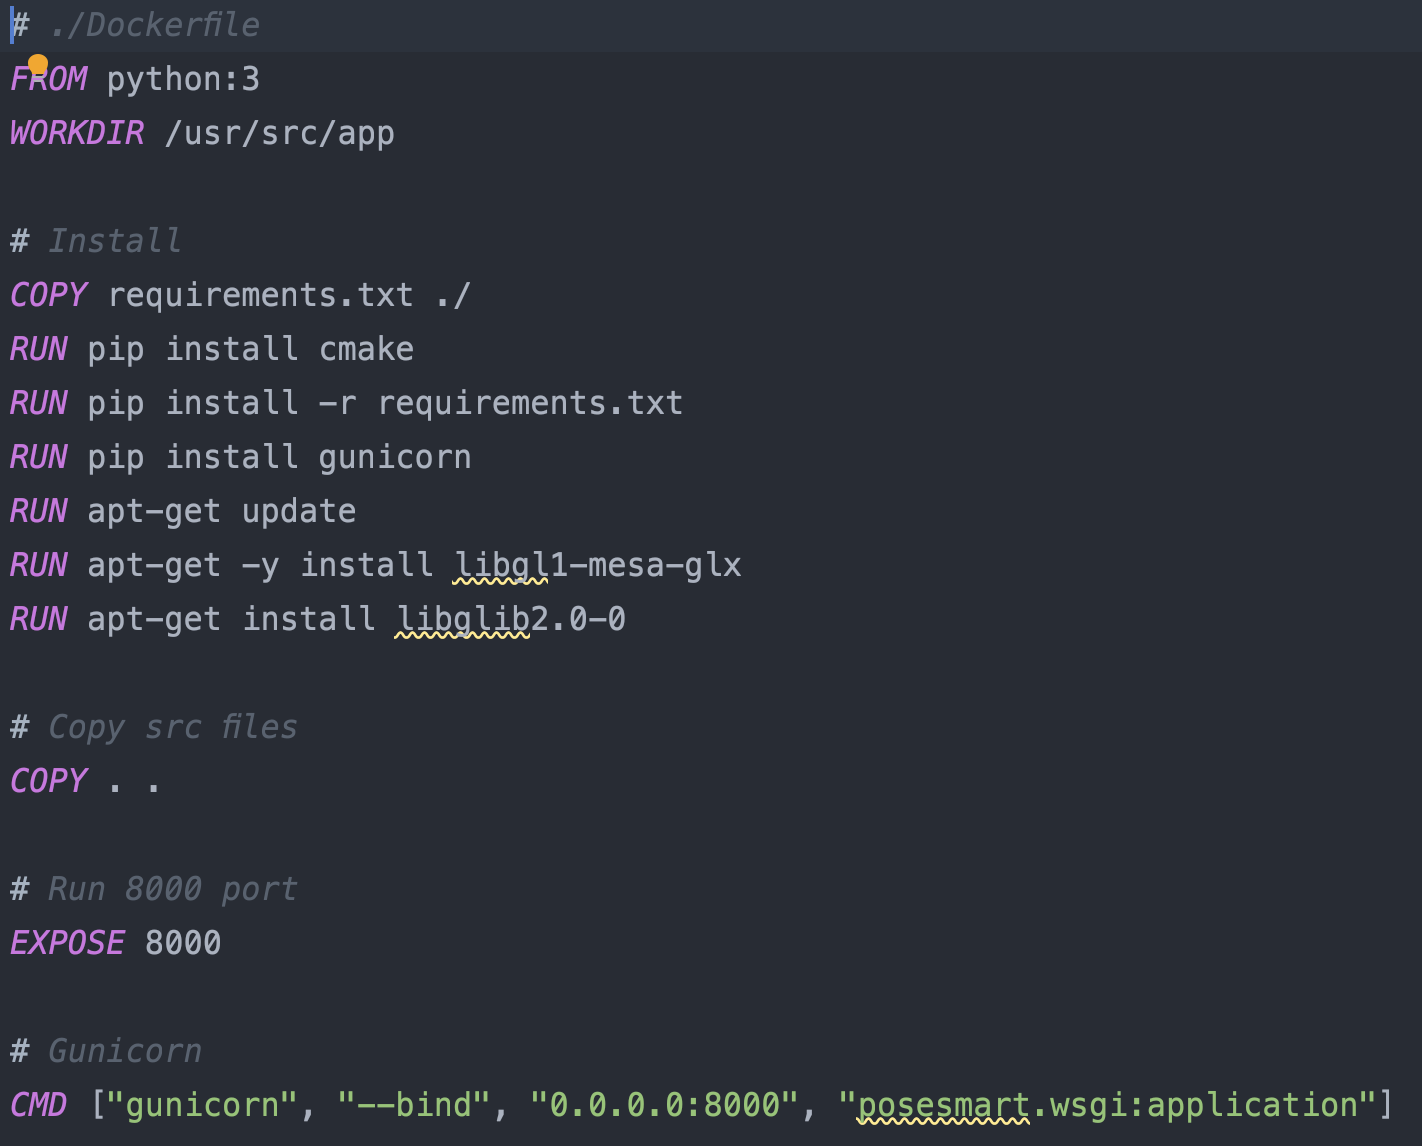 # ./Dockerfile
FROM python:3
WORKDIR /usr/src/app
# Install
COPY requirements.txt ./
RUN pip install cmake
RUN pip install -r requirements.txt
RUN pip install gunicorn
RUN apt-get update
RUN apt-get -y install libgl1-mesa-glx
RUN apt-get install libglib2.0-0
# Copy src files
COPY . .
# Run 8000 port
EXPOSE 8000
# Gunicorn
CMD ["gunicorn", "--bind", "0.0.0.0:8000", "posesmart.wsgi:application"]